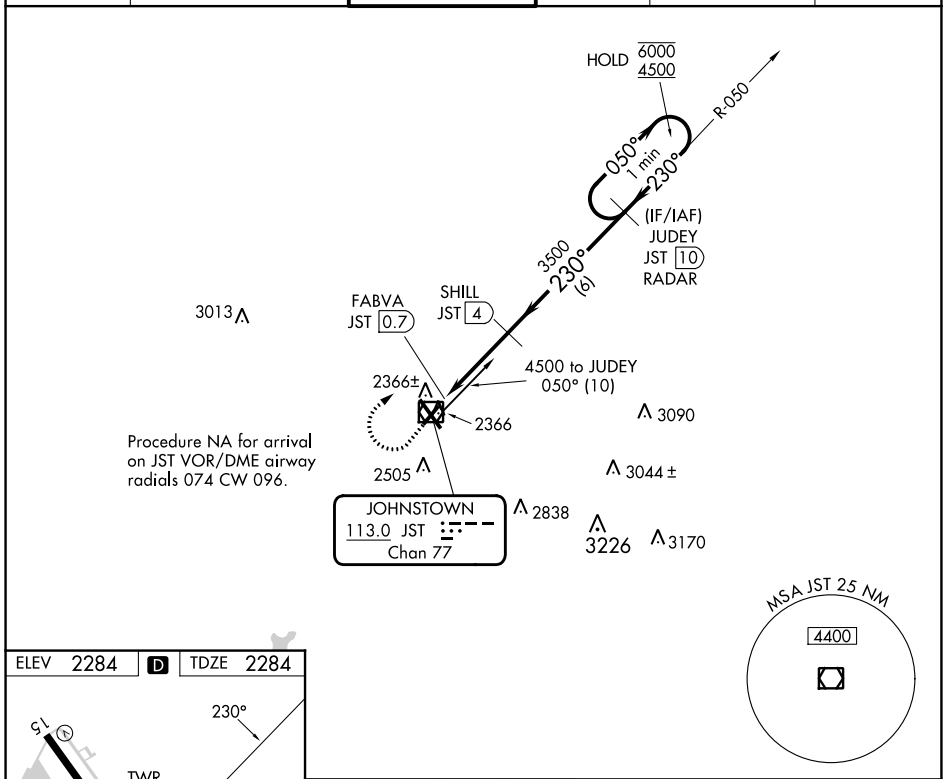 HOLD 6000
4500
R-050
050°
1 min
230°
(IF/IAF)
JUDEY
JST 10
RADAR
3500
230°
(6)
SHILL
JST 4
FABVA
JST 0.7
3013
4500 to JUDEY
050° (10)
2366±
2366
3090
Procedure NA for arrival
on JST VOR/DME airway
radials 074 CW 096.
2505
3044±
JOHNSTOWN
113.0 JST
Chan 77
2838
3226
3170
MSA JST 25 NM
4400
ELEV 2284 D TDZE 2284
230°
15
V
TWR